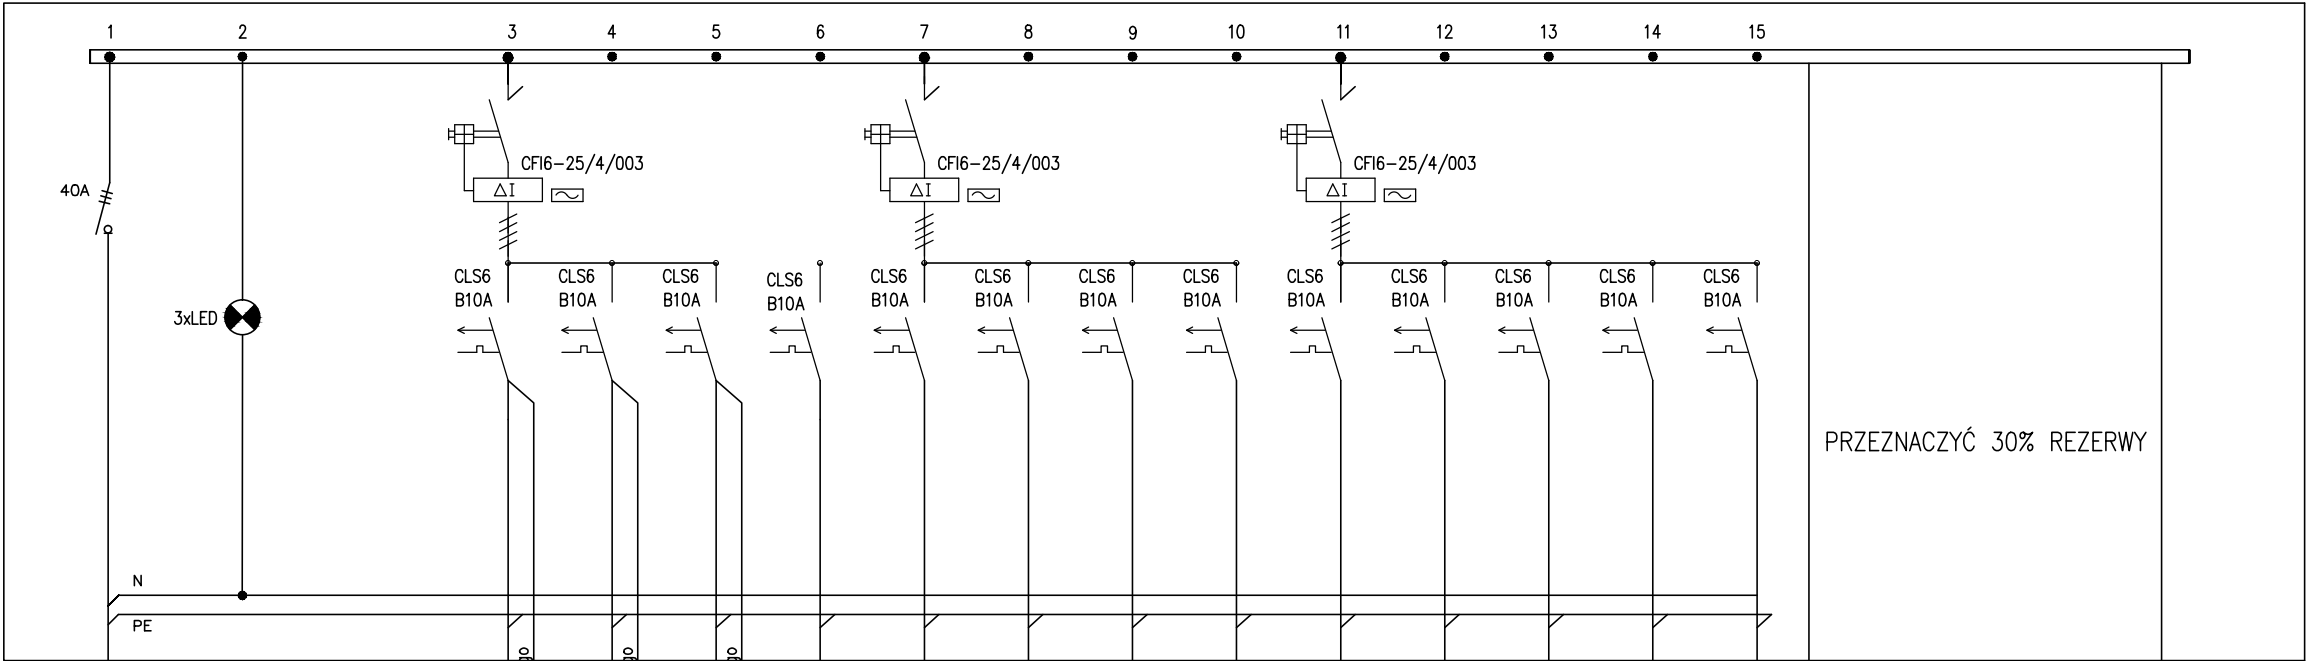 1 2 3 4 5 6 7 8 9 10 11 12 13 14 15
CFI6-25/4/003 CFI6-25/4/003 CFI6-25/4/003
40A ΔI ΔI ΔI
CLS6 CLS6 CLS6 CLS6 CLS6 CLS6 CLS6 CLS6 CLS6 CLS6 CLS6 CLS6 CLS6
B10A B10A B10A B10A B10A B10A B10A B10A B10A B10A B10A B10A B10A
3xLED
PRZEZNACZYĆ 30% REZERWY
N
PE